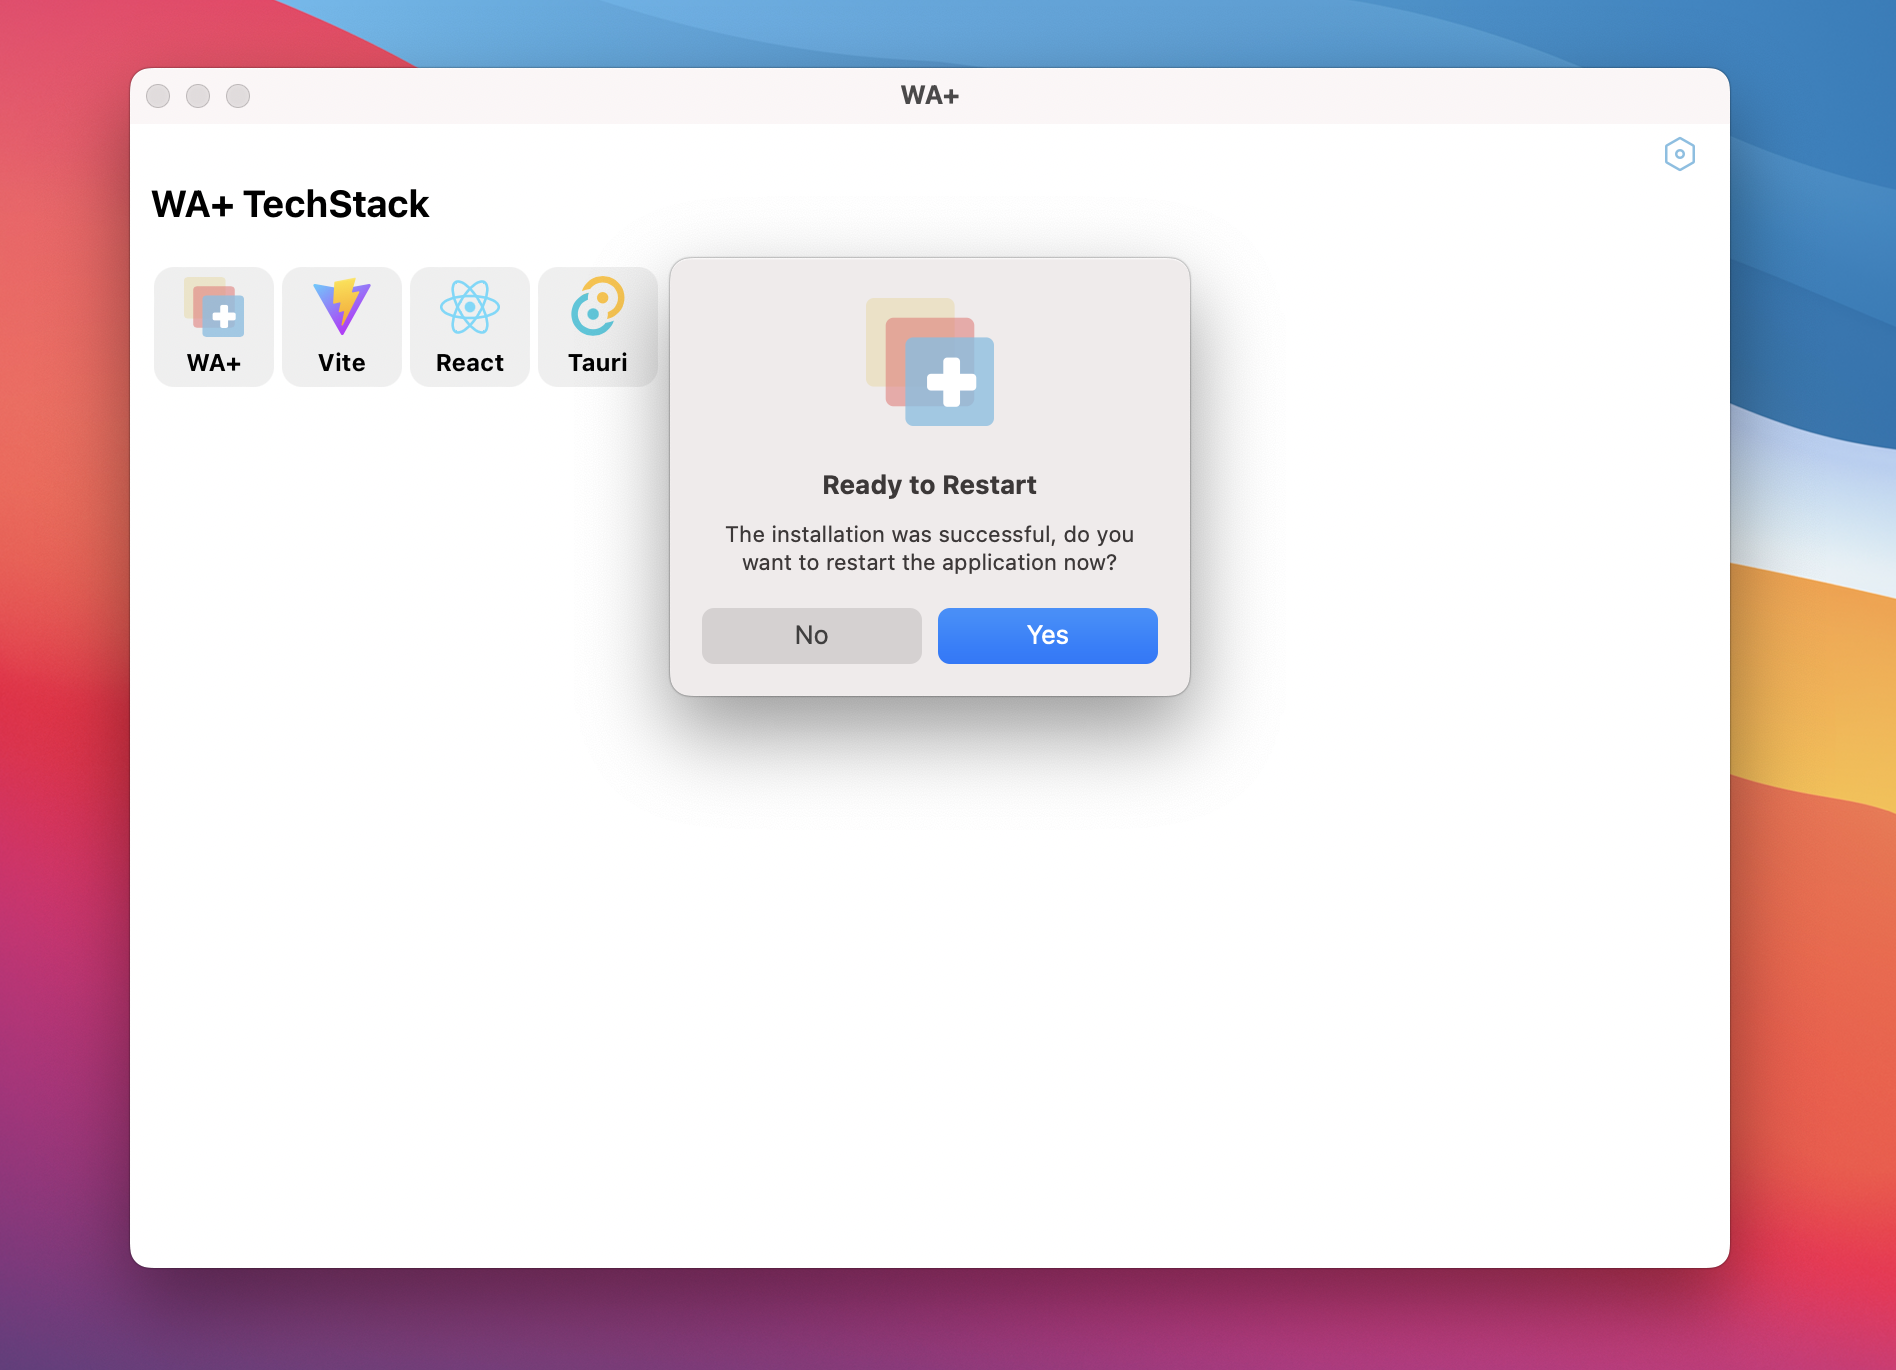 WA+
WA+ TechStack
WA+
Vite
React
Tauri
Ready to Restart
The installation was successful, do you
want to restart the application now?
No
Yes